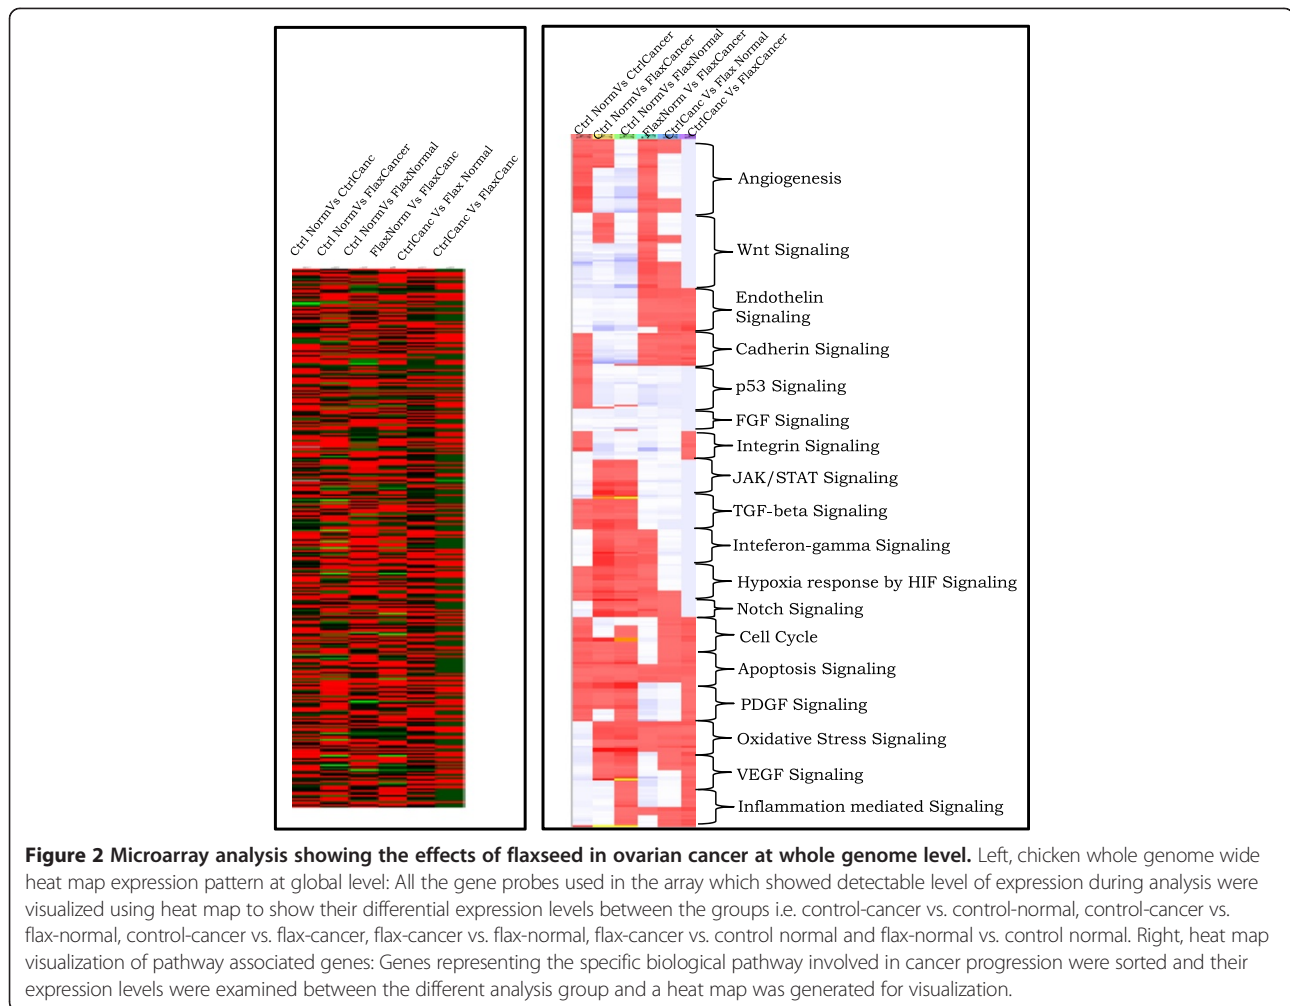 Ctrl NormVs CtrlCanc
Ctrl NormVs FlaxCancer
Ctrl NormVs FlaxNormal
FlaxNorm Vs FlaxCanc
CtrlCanc Vs Flax Normal
CtrlCanc Vs FlaxCanc
Ctrl NormVs CtrlCancer
Ctrl NormVs FlaxCancer
Ctrl NormVs FlaxNormal
FlaxNorm Vs FlaxCancer
CtrlCanc Vs Flax Normal
CtrlCanc Vs FlaxCancer
Angiogenesis
Wnt Signaling
Endothelin
Signaling
Cadherin Signaling
p53 Signaling
FGF Signaling
Integrin Signaling
JAK/STAT Signaling
TGF-beta Signaling
Inteferon-gamma Signaling
Hypoxia response by HIF Signaling
Notch Signaling
Cell Cycle
Apoptosis Signaling
PDGF Signaling
Oxidative Stress Signaling
VEGF Signaling
Inflammation mediated Signaling
Figure 2 Microarray analysis showing the effects of flaxseed in ovarian cancer at whole genome level. Left, chicken whole genome wide
heat map expression pattern at global level: All the gene probes used in the array which showed detectable level of expression during analysis were
visualized using heat map to show their differential expression levels between the groups i.e. control-cancer vs. control-normal, control-cancer vs.
flax-normal, control-cancer vs. flax-cancer, flax-cancer vs. flax-normal, flax-cancer vs. control normal and flax-normal vs. control normal. Right, heat map
visualization of pathway associated genes: Genes representing the specific biological pathway involved in cancer progression were sorted and their
expression levels were examined between the different analysis group and a heat map was generated for visualization.